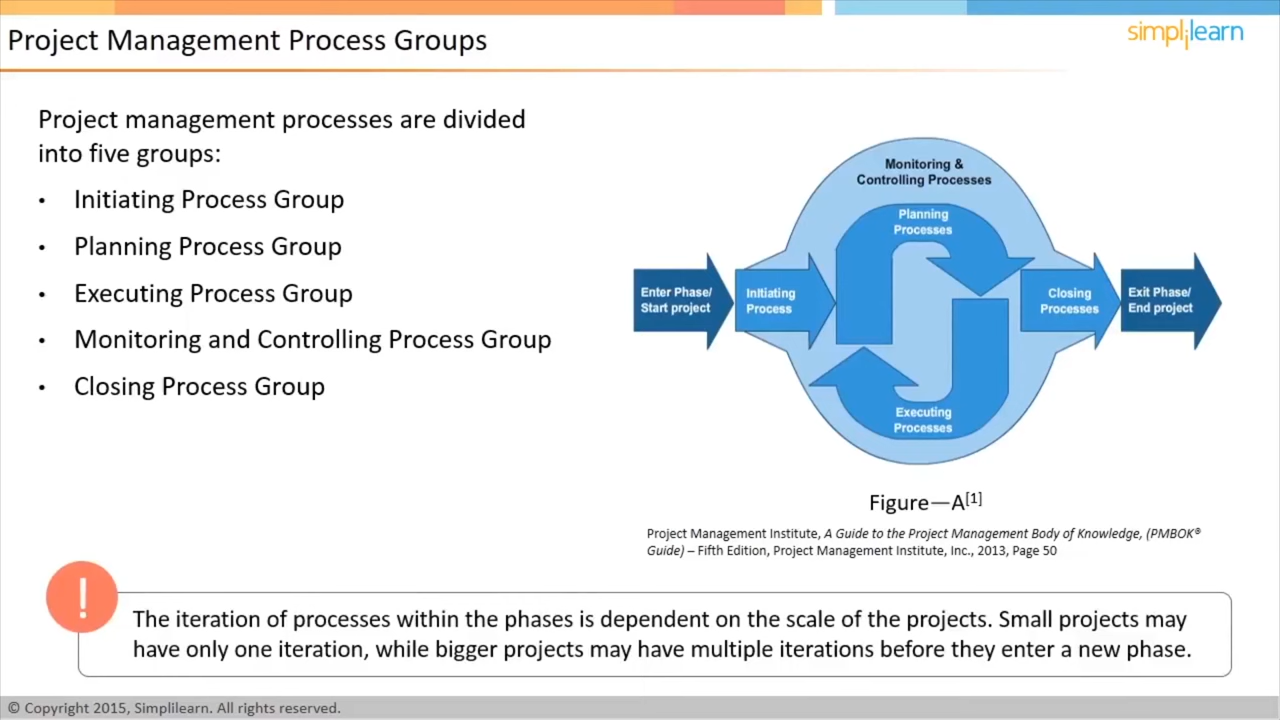 Project Management Process Groups
simplilearn
Project management processes are divided
into five groups:
• Initiating Process Group
• Planning Process Group
• Executing Process Group
• Monitoring and Controlling Process Group
• Closing Process Group
Monitoring &
Controlling Processes
Planning
Processes
Enter Phase/
Start project
Initiating
Process
Closing
Processes
Exit Phase/
End project
Executing
Processes
Figure—A[1]
Project Management Institute, A Guide to the Project Management Body of Knowledge, (PMBOK®
Guide) – Fifth Edition, Project Management Institute, Inc., 2013, Page 50
!
The iteration of processes within the phases is dependent on the scale of the projects. Small projects may
have only one iteration, while bigger projects may have multiple iterations before they enter a new phase.
© Copyright 2015, Simplilearn. All rights reserved.